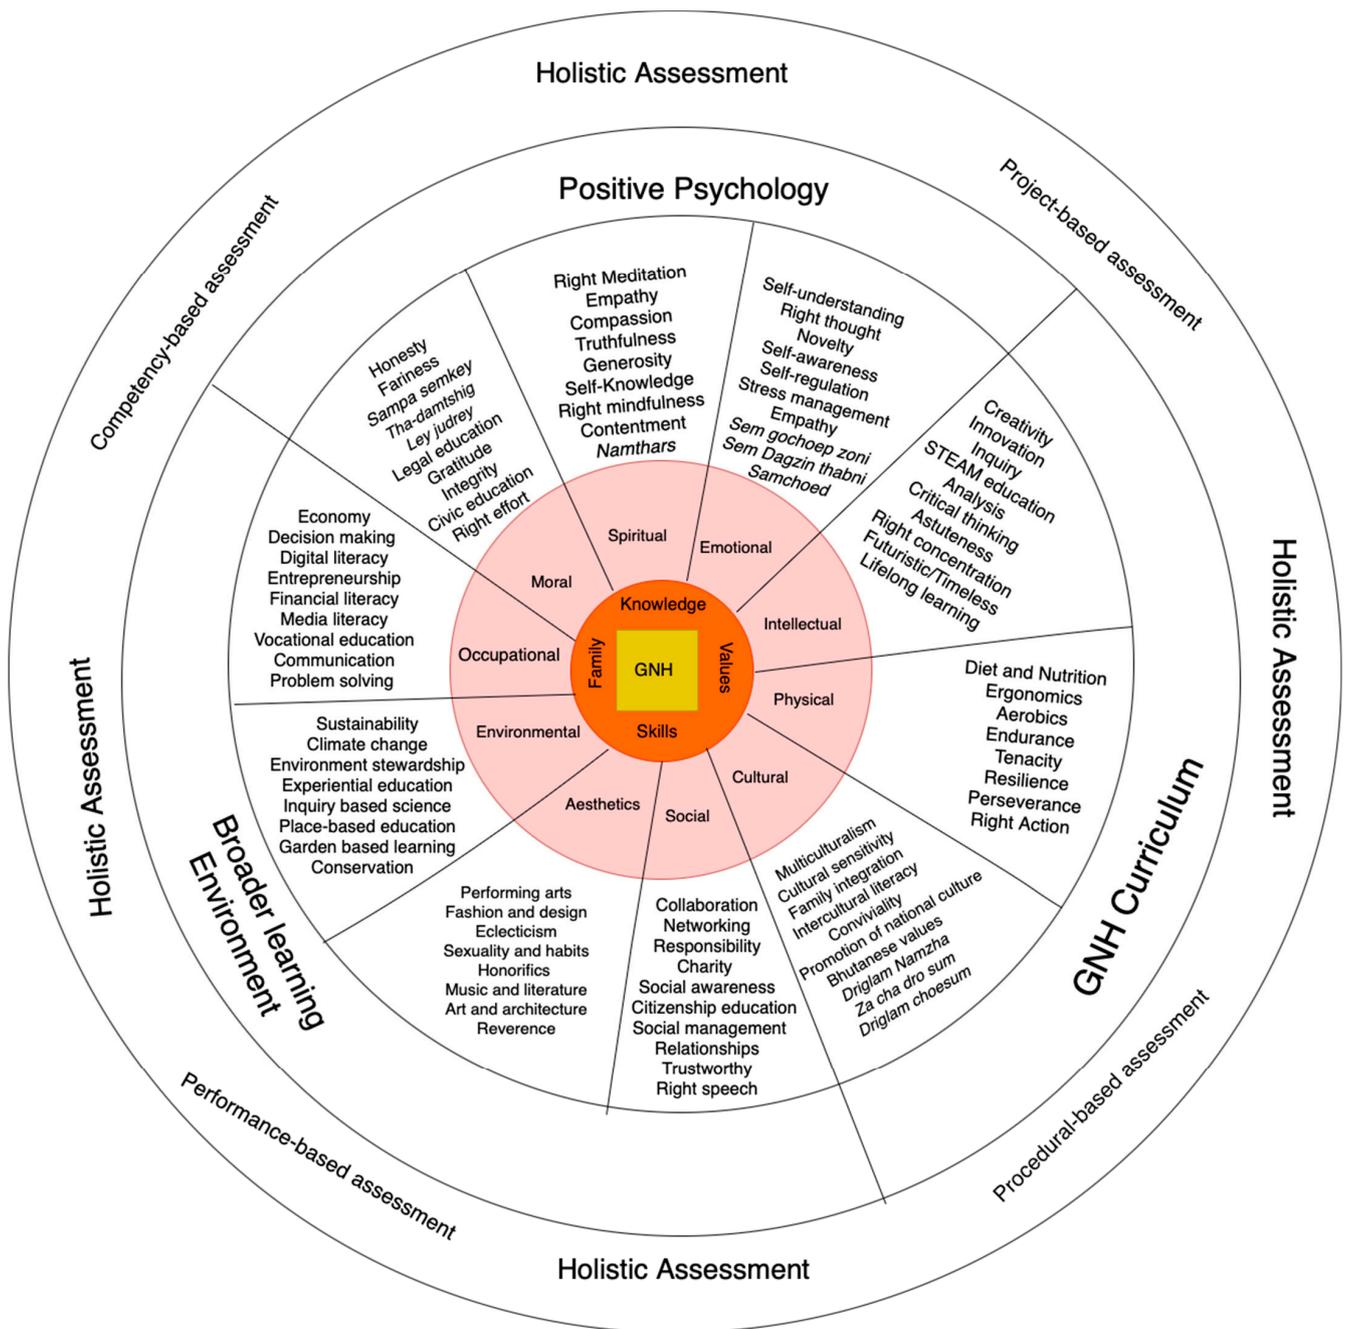 Holistic Assessment
Competency-based assessment
Project-based assessment
Holistic Assessment
Holistic Assessment
Performance-based assessment
Procedural-based assessment
Holistic Assessment
Positive Psychology
GNH Curriculum
Broader learning
Environment
Honesty
Fariness
Sampa semkey
Tha-damtshig
Ley judrey
Legal education
Gratitude
Integrity
Civic education
Right effort
Right Meditation
Empathy
Compassion
Truthfulness
Generosity
Self-Knowledge
Right mindfulness
Contentment
Namthars
Self-understanding
Right thought
Novelty
Self-awareness
Self-regulation
Stress management
Empathy
Sem gochoep zoni
Sem Dagzin thabni
Samchoed
Creativity
Innovation
Inquiry
STEAM education
Analysis
Critical thinking
Astuteness
Right concentration
Futuristic/Timeless
Lifelong learning
Diet and Nutrition
Ergonomics
Aerobics
Endurance
Tenacity
Resilience
Perseverance
Right Action
Multiculturalism
Cultural sensitivity
Family integration
Intercultural literacy
Conviviality
Promotion of national culture
Bhutanese values
Driglam Namzha
Za cha dro sum
Driglam choesum
Collaboration
Networking
Responsibility
Charity
Social awareness
Citizenship education
Social management
Relationships
Trustworthy
Right speech
Performing arts
Fashion and design
Eclecticism
Sexuality and habits
Honorifics
Music and literature
Art and architecture
Reverence
Sustainability
Climate change
Environment stewardship
Experiential education
Inquiry based science
Place-based education
Garden based learning
Conservation
Economy
Decision making
Digital literacy
Entrepreneurship
Financial literacy
Media literacy
Vocational education
Communication
Problem solving
Spiritual
Emotional
Intellectual
Physical
Cultural
Social
Aesthetics
Environmental
Occupational
Moral
Knowledge
Values
Skills
Family
GNH